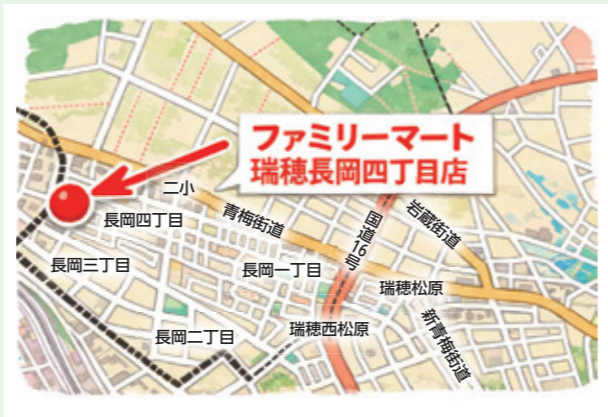 ファミリーマート
瑞穂長岡四丁目店
二小
青梅街道
国道16号
岩蔵街道
長岡四丁目
長岡三丁目
長岡一丁目
瑞穂松原
長岡二丁目
瑞穂西松原
新青梅街道